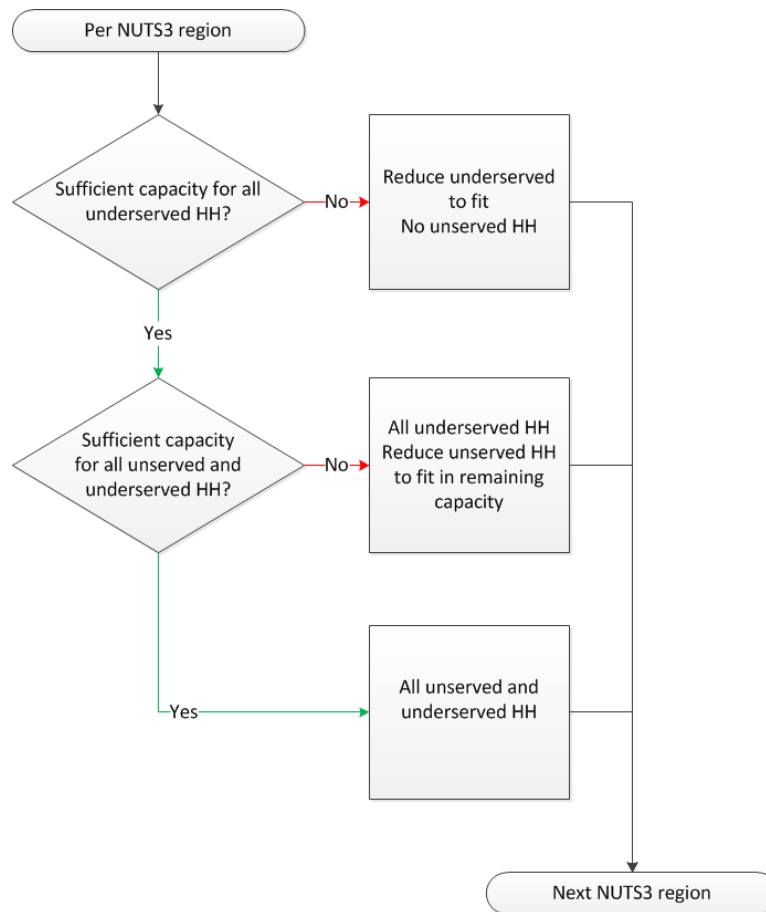 Per NUTS3 region
Sufficient capacity for all
underserved HH?
No
Reduce underserved
to fit
No unserved HH
Yes
Sufficient capacity
for all unserved and
underserved HH?
No
All underserved HH
Reduce unserved HH
to fit in remaining
capacity
Yes
All unserved and
underserved HH
Next NUTS3 region